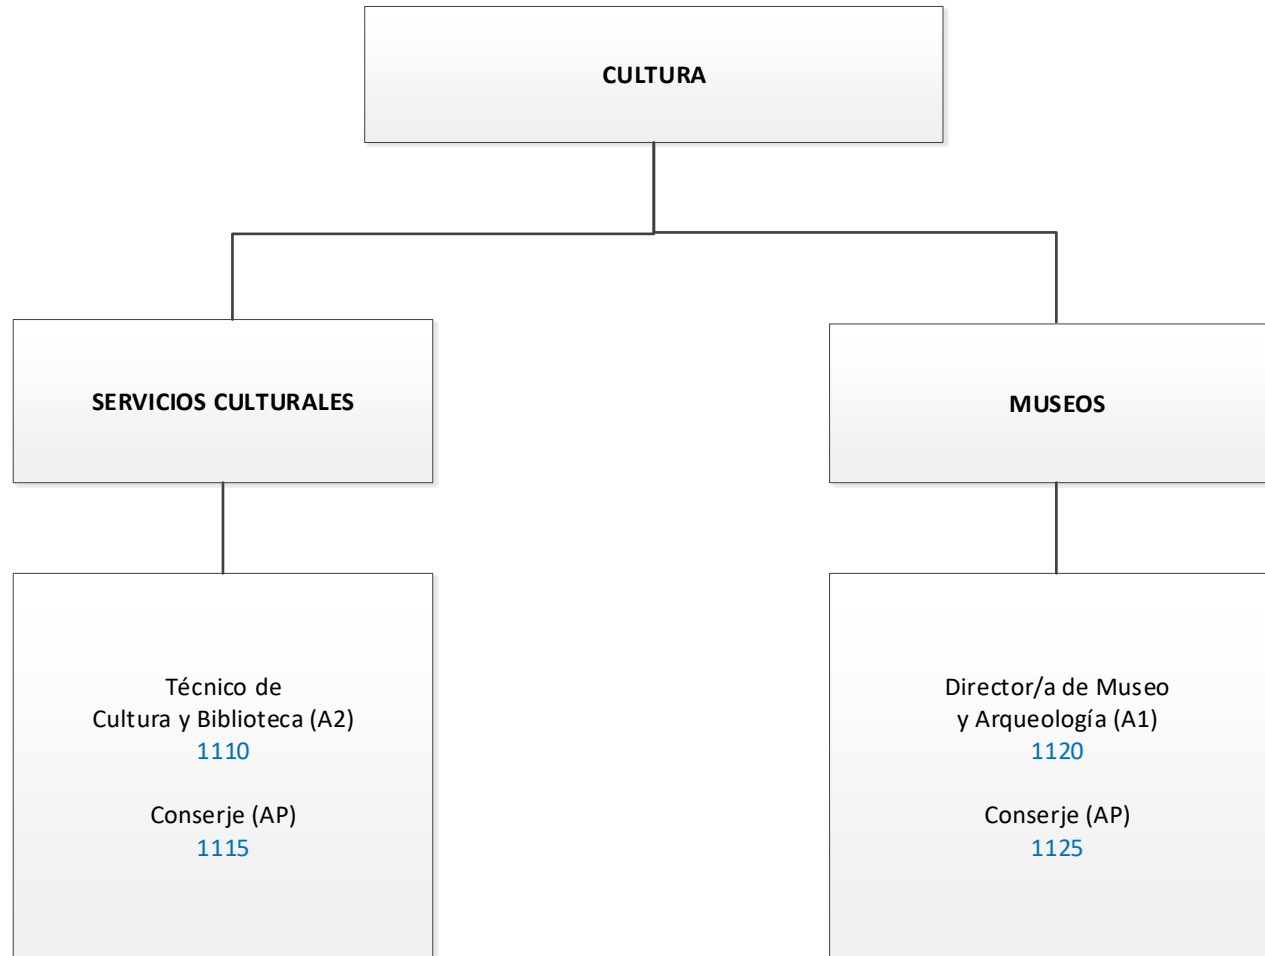 CULTURA
SERVICIOS CULTURALES
MUSEOS
Técnico de
Cultura y Biblioteca (A2)
1110
Conserje (AP)
1115
Director/a de Museo
y Arqueología (A1)
1120
Conserje (AP)
1125